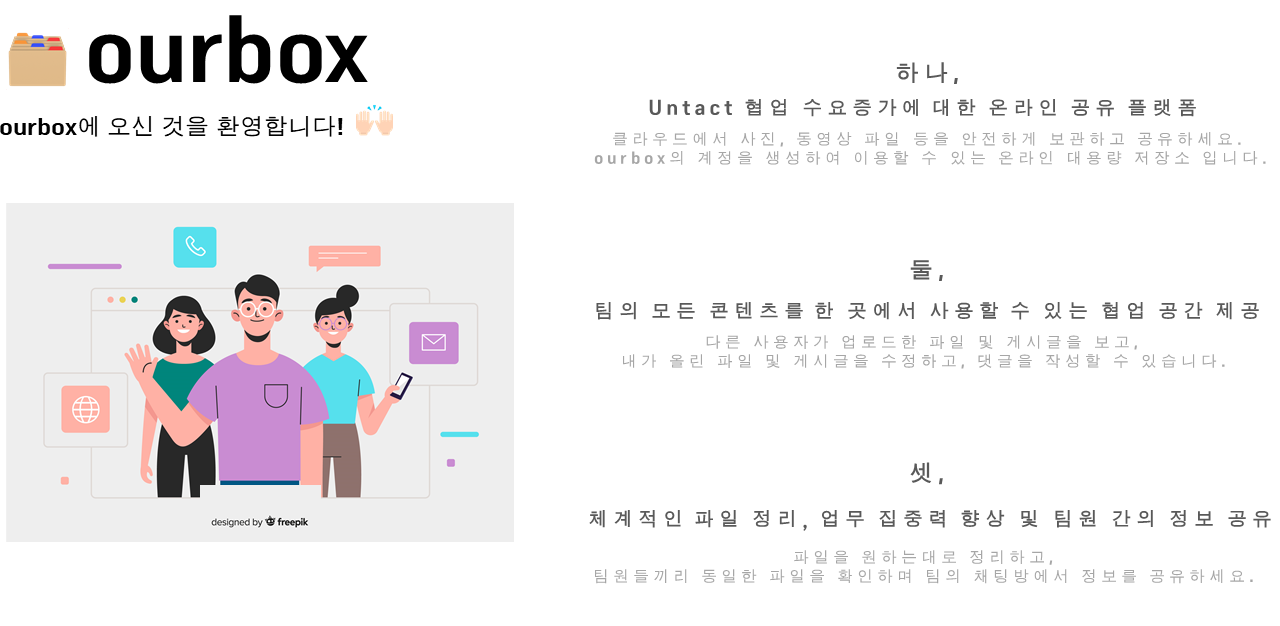 ourbox
ourbox에 오신 것을 환영합니다!
designed by freepik
하나,
Untact 협업 수요증가에 대한 온라인 공유 플랫폼
클라우드에서 사진, 동영상 파일 등을 안전하게 보관하고 공유하세요.
ourbox의 계정을 생성하여 이용할 수 있는 온라인 대용량 저장소 입니다.
둘,
팀의 모든 콘텐츠를 한 곳에서 사용할 수 있는 협업 공간 제공
다른 사용자가 업로드한 파일 및 게시글을 보고,
내가 올린 파일 및 게시글을 수정하고, 댓글을 작성할 수 있습니다.
셋,
체계적인 파일 정리, 업무 집중력 향상 및 팀원 간의 정보 공유
파일을 원하는대로 정리하고,
팀원들끼리 동일한 파일을 확인하며 팀의 채팅방에서 정보를 공유하세요.